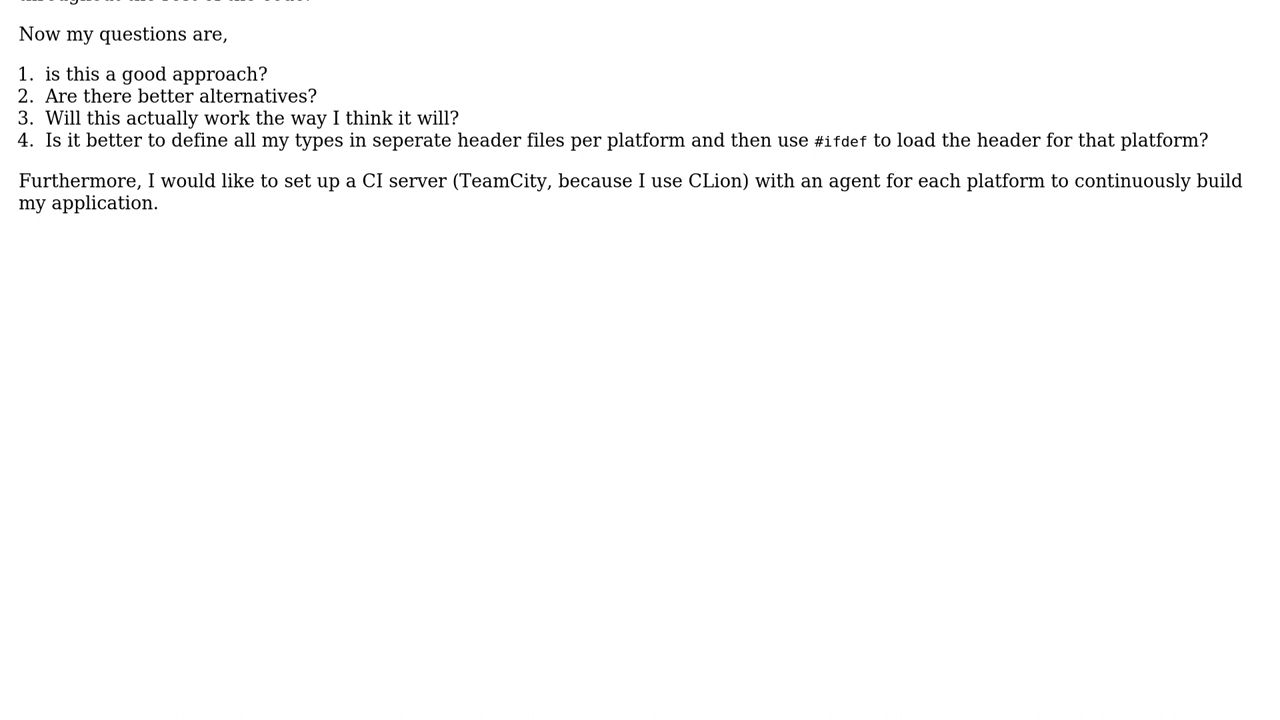 Now my questions are,
1. is this a good approach?
2. Are there better alternatives?
3. Will this actually work the way I think it will?
4. Is it better to define all my types in seperate header files per platform and then use #ifdef to load the header for that platform?
Furthermore, I would like to set up a CI server (TeamCity, because I use CLion) with an agent for each platform to continuously build
my application.